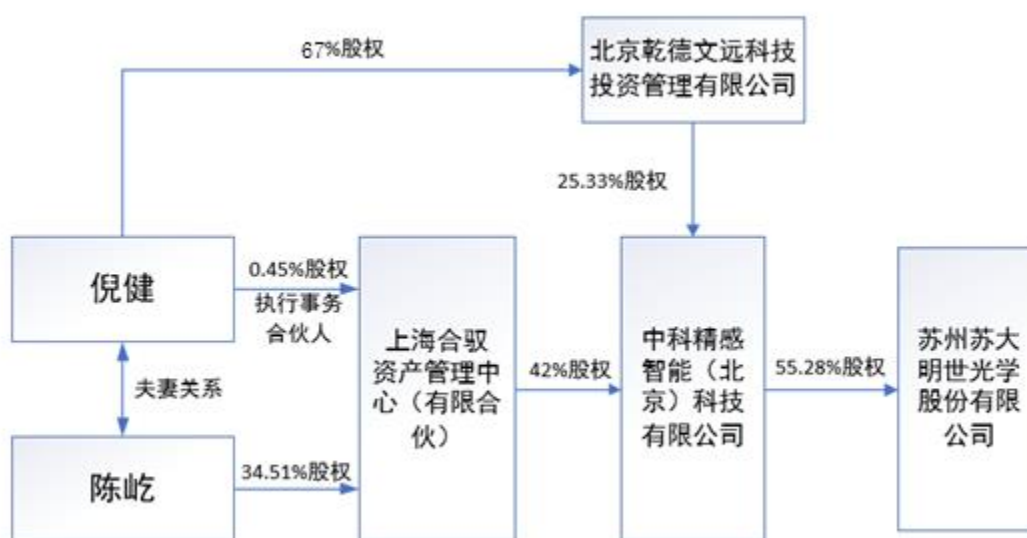 67%股权
北京乾德文远科技
投资管理有限公司
25.33%股权
倪健
0.45%股权
执行事务
合伙人
上海合驭
资产管理中
心（有限合
伙）
42%股权
中科精感
智能（北
京）科技
有限公司
55.28%股权
苏州苏大
明世光学
股份有限
公司
夫妻关系
陈屹
34.51%股权